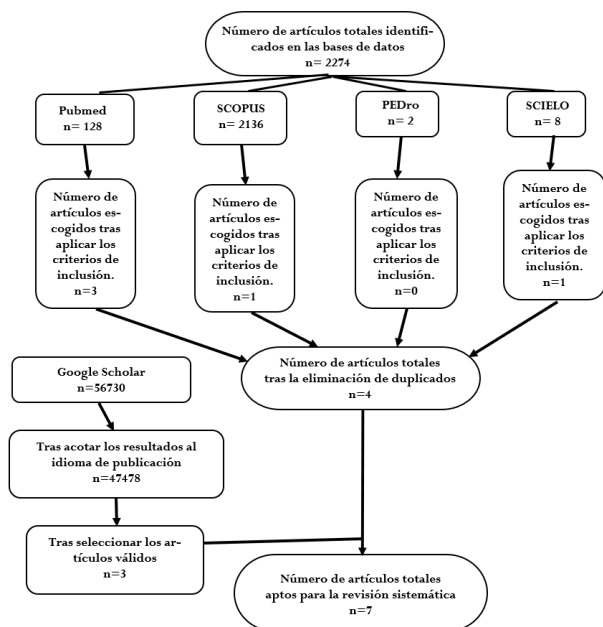 Número de artículos totales identifi-
cados en las bases de datos
n= 2274
Pubmed
n= 128
SCOPUS
n= 2136
PEDro
n= 2
SCIELO
n= 8
Número de
artículos es-
cogidos tras
aplicar los
criterios de
inclusión.
n=3
Número de
artículos es-
cogidos tras
aplicar los
criterios de
inclusión.
n=1
Número de
artículos es-
cogidos tras
aplicar los
criterios de
inclusión.
n=0
Número de
artículos es-
cogidos tras
aplicar los
criterios de
inclusión.
n=1
Número de artículos totales
tras la eliminación de duplicados
n=4
Google Scholar
n=56730
Tras acotar los resultados al
idioma de publicación
n=47478
Tras seleccionar los ar-
tículos válidos
n=3
Número de artículos totales
aptos para la revisión sistemática
n=7